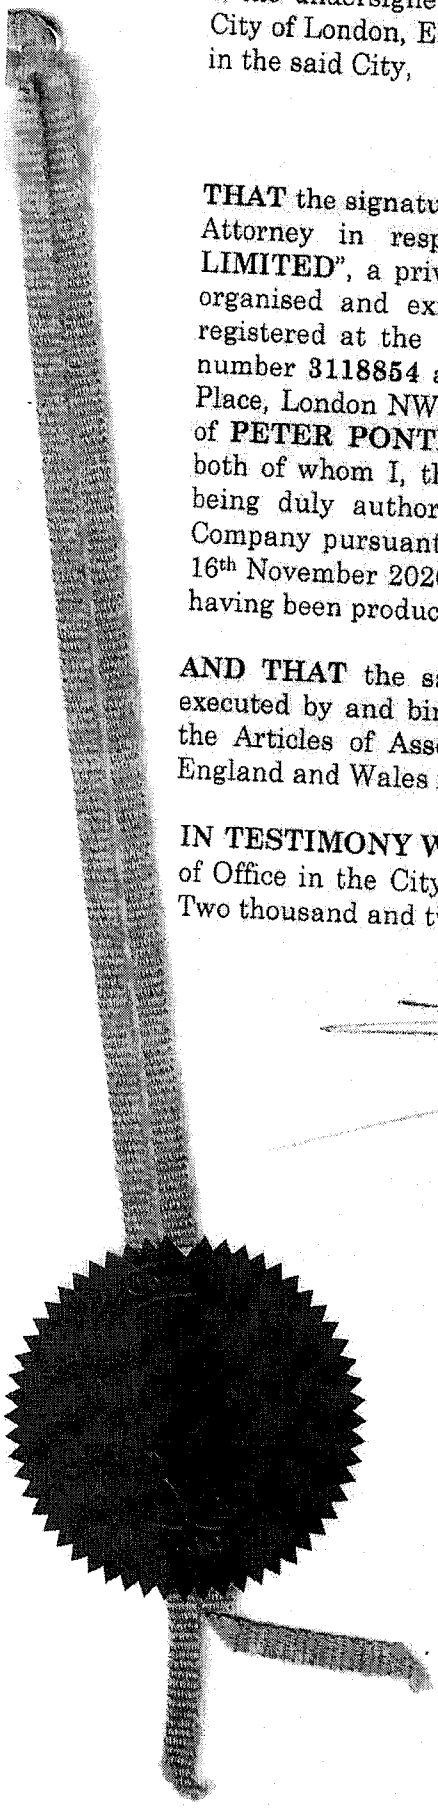 City of London, E
in the said City,
THAT the signatu
Attorney in resp
LIMITED", a priv
organised and ex
registered at the
number 3118854 a
Place, London NW
of PETER PONT
both of whom I, th
being duly author
Company pursuant
16th November 2020
having been produc
AND THAT the sa
executed by and bin
the Articles of Asso
England and Wales
IN TESTIMONY W
of Office in the City
Two thousand and tw